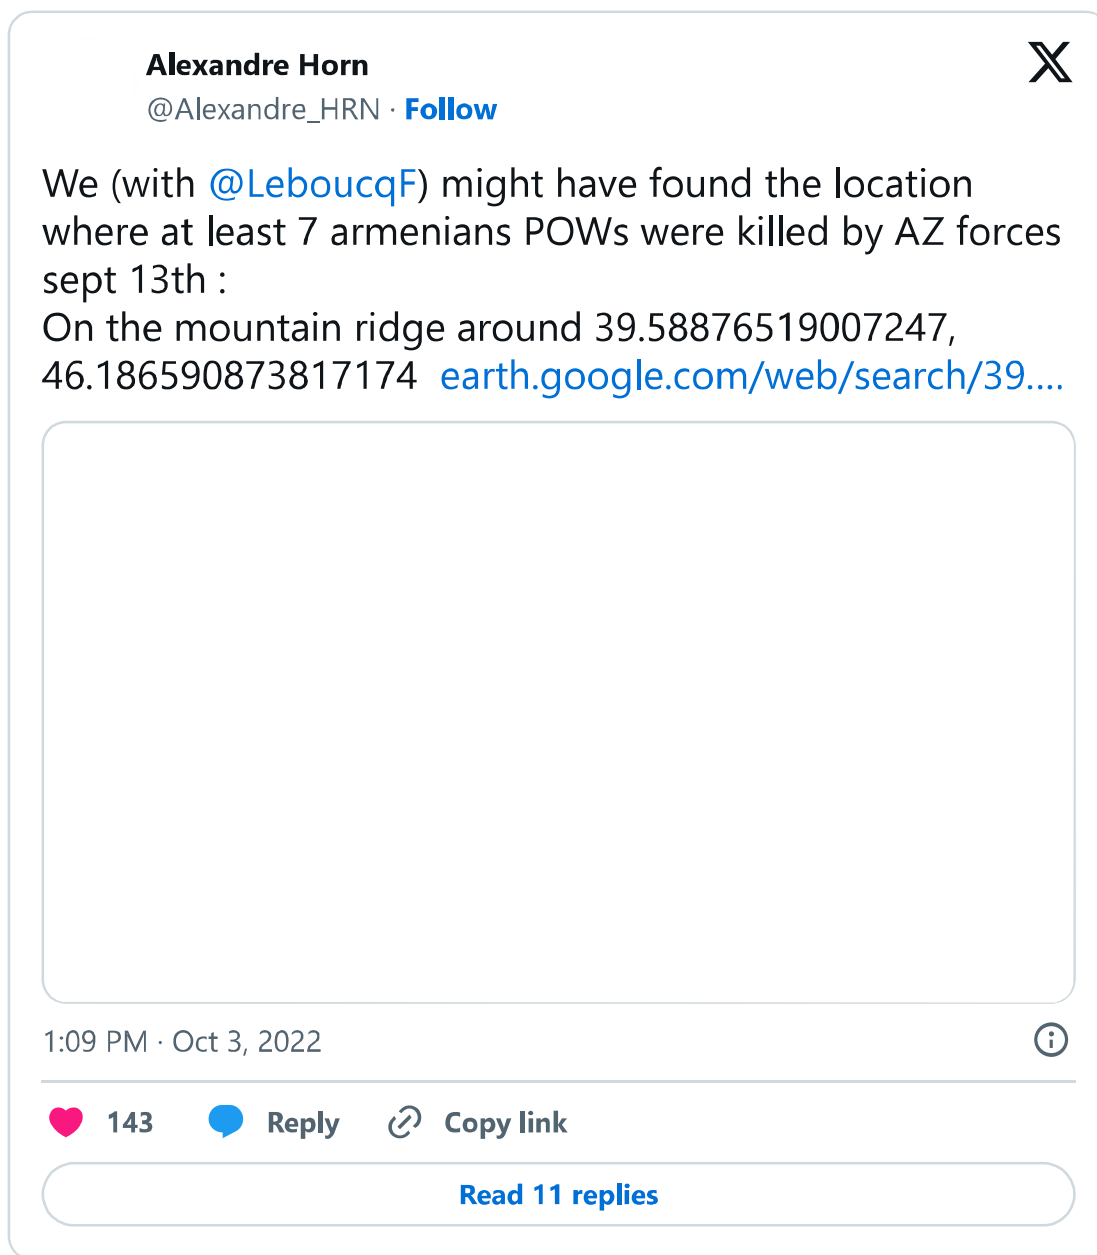 Alexandre Horn
@Alexandre_HRN · Follow
We (with @LeboucqF) might have found the location
where at least 7 armenians POWs were killed by AZ forces
sept 13th :
On the mountain ridge around 39.58876519007247,
46.186590873817174 earth.google.com/web/search/39....
1:09 PM · Oct 3, 2022
143 Reply Copy link
Read 11 replies